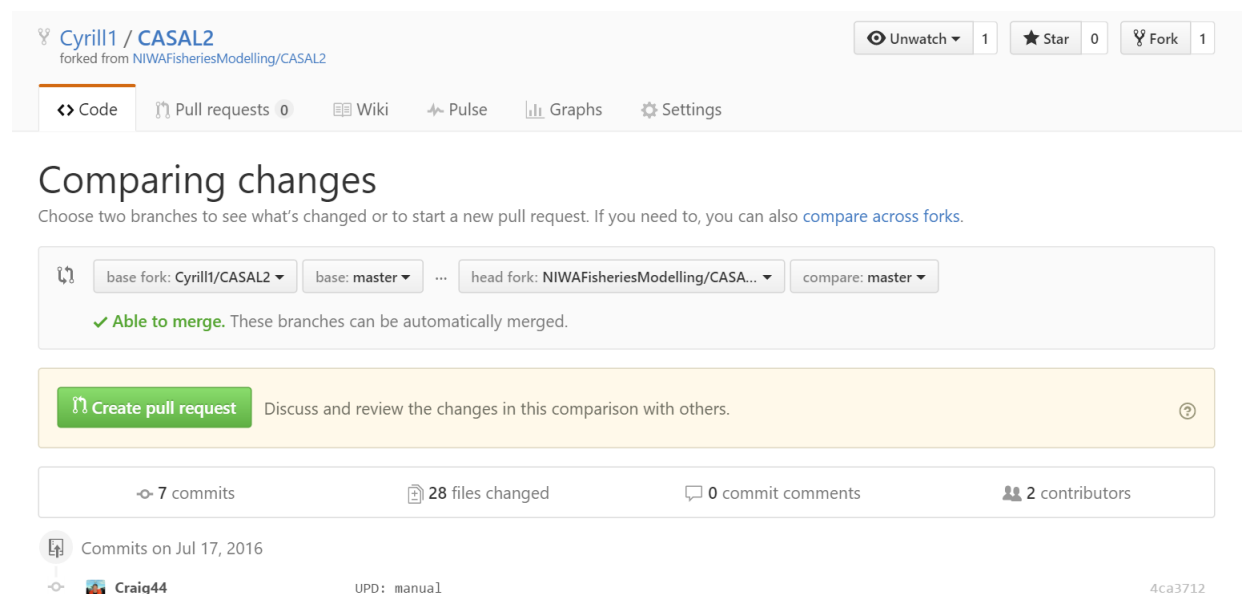 Cyrill1 / CASAL2
forked from NIWAFisheriesModelling/CASAL2
Unwatch 1 Star 0 Fork 1
Code Pull requests 0 Wiki Pulse Graphs Settings
Comparing changes
Choose two branches to see what's changed or to start a new pull request. If you need to, you can also compare across forks.
base fork: Cyrill1/CASAL2 base: master ... head fork: NIWAFisheriesModelling/CASA... compare: master
Able to merge. These branches can be automatically merged.
Create pull request Discuss and review the changes in this comparison with others. ?
7 commits 28 files changed 0 commit comments 2 contributors
Commits on Jul 17, 2016
Craig44 UPD: manual 4ca3712